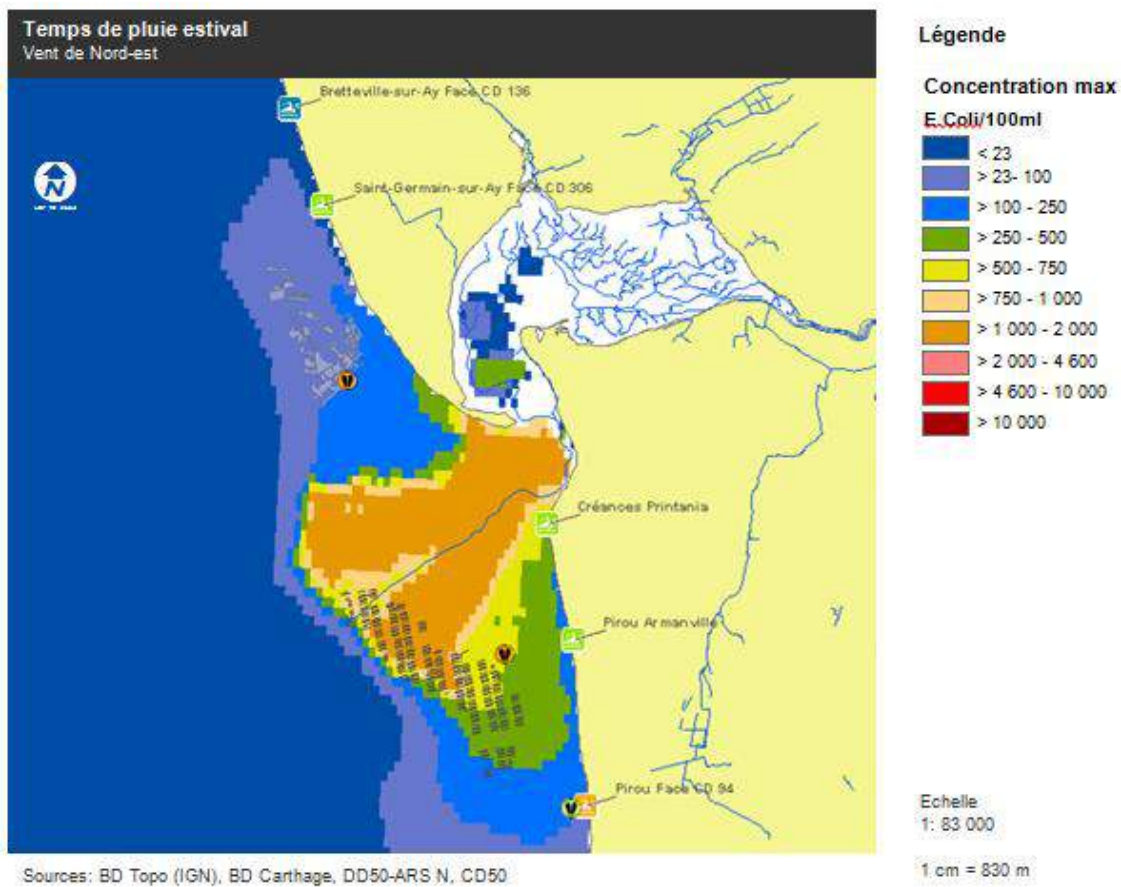 Temps de pluie estival
Vent de Nord-est
Bretteville-sur-Ay Face CD 136
N
Saint-Germain-sur-Ay Face CD 306
Créances Printania
Pirou Armanville
Pirou Face CD 94
Légende
Concentration max
E.Coli/100ml
< 23
> 23- 100
> 100 - 250
> 250 - 500
> 500 - 750
> 750 - 1 000
> 1 000 - 2 000
> 2 000 - 4 600
> 4 600 - 10 000
> 10 000
Echelle
1: 83 000
1 cm = 830 m
Sources: BD Topo (IGN), BD Carthage, DD50-ARS N, CD50